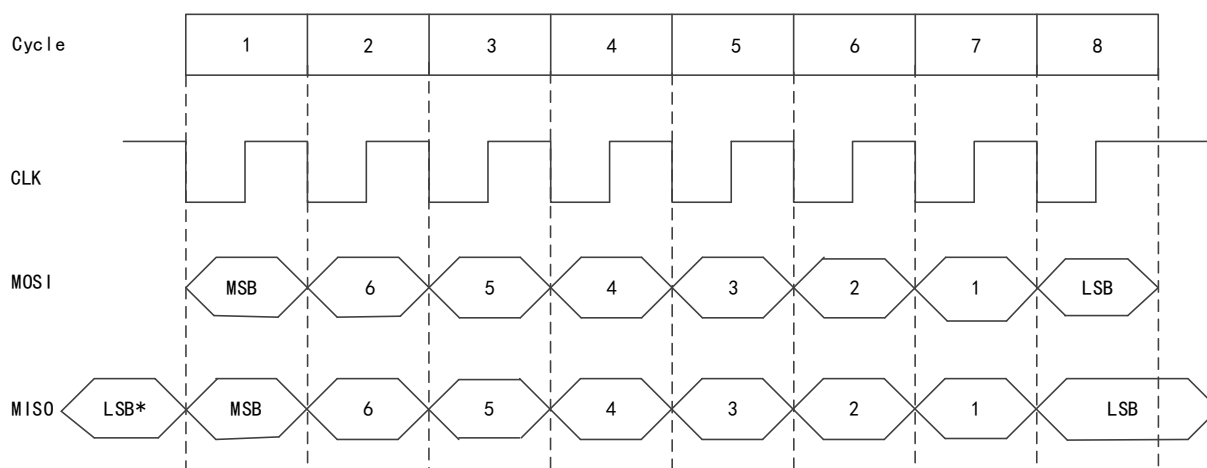 Cycle 1 2 3 4 5 6 7 8
CLK
MOSI MSB 6 5 4 3 2 1 LSB
MISO LSB* MSB 6 5 4 3 2 1 LSB